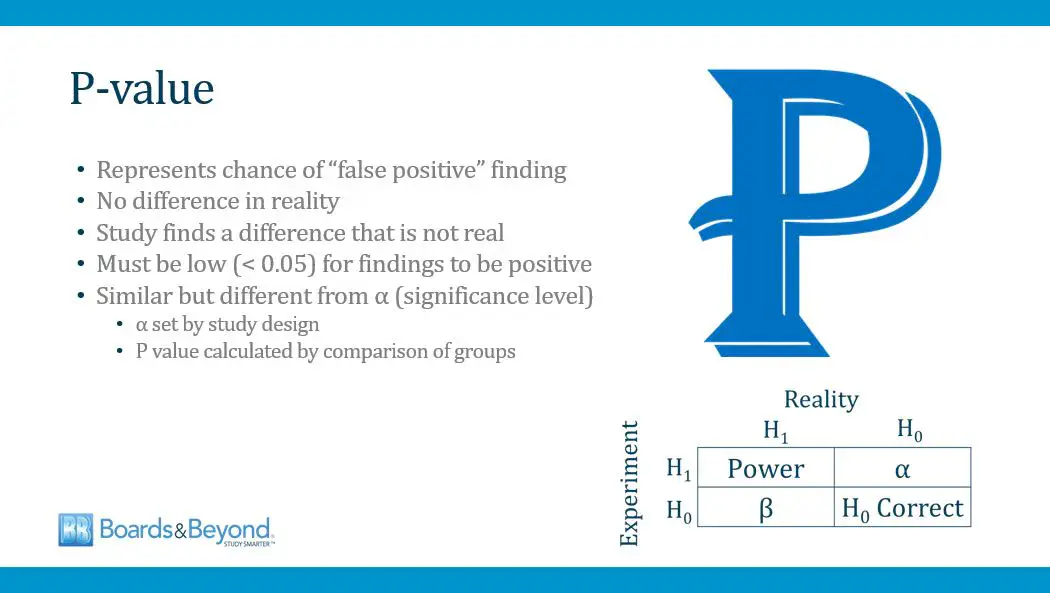 P-value
P
• Represents chance of “false positive” finding
• No difference in reality
• Study finds a difference that is not real
• Must be low (< 0.05) for findings to be positive
• Similar but different from α (significance level)
• α set by study design
• P value calculated by comparison of groups
Reality
H₁ H₀
Experiment
H₁ Power α
H₀ β H₀ Correct
BB Boards&Beyond
STUDY SMARTER™